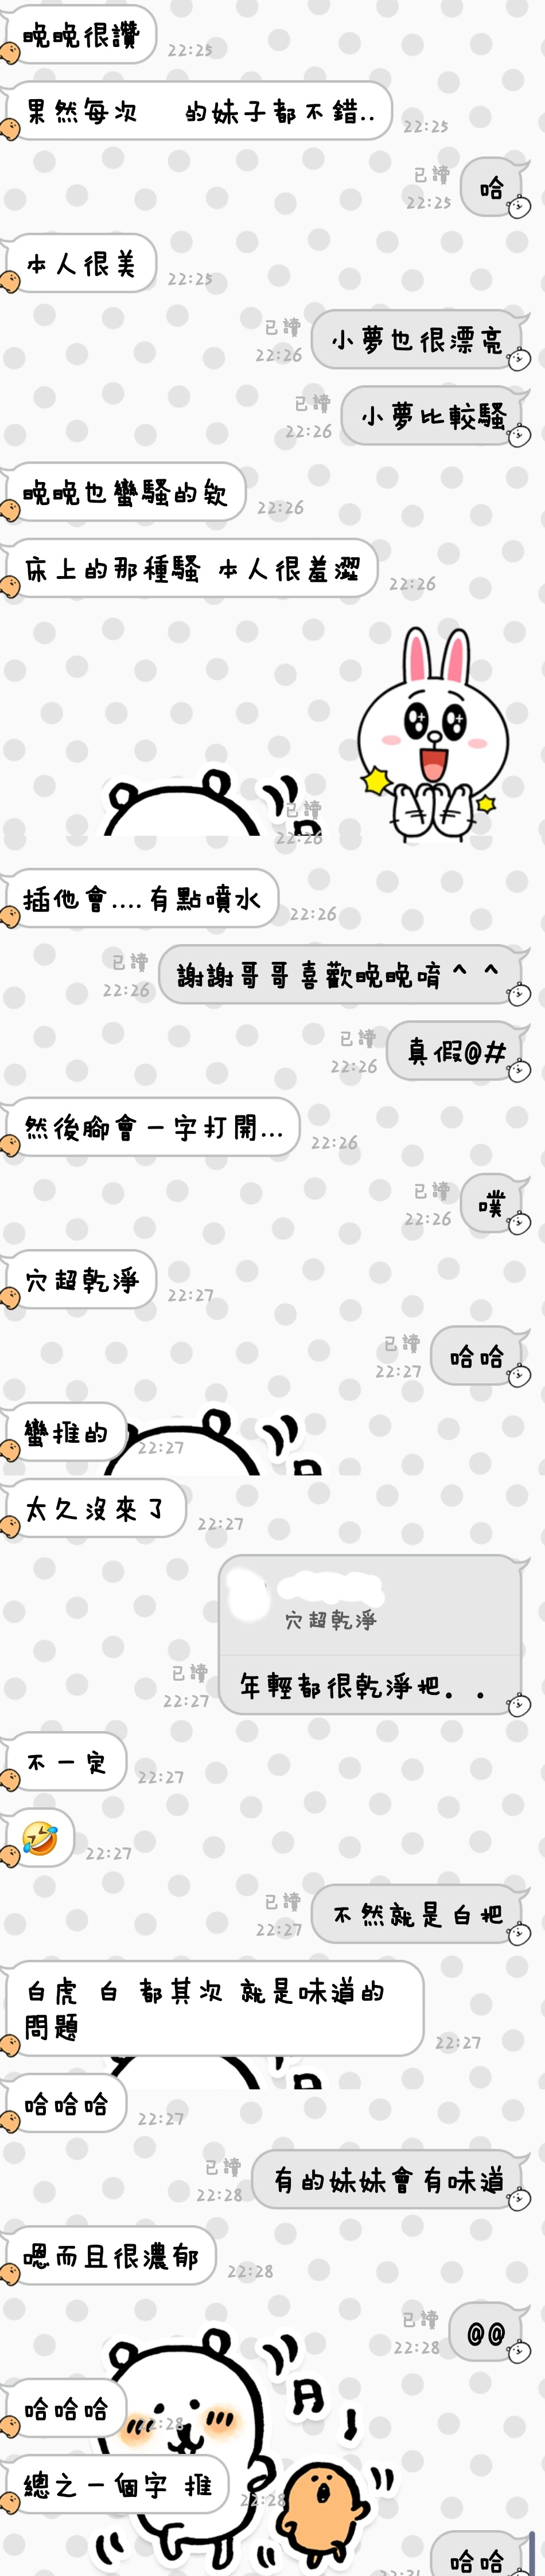 晚晚很讚
22:25
果然每次 的妹子都不錯..
22:25
已讀
22:25
哈
本人很美
22:25
已讀
22:26
小夢也很漂亮
已讀
22:26
小夢比較騷
晚晚也蠻騷的欸
22:26
床上的那種騷 本人很羞澀
22:26
已讀
22:26
插他會....有點噴水
22:26
已讀
22:26
謝謝哥哥喜歡晚晚唷^ ^
已讀
22:26
真假@#
然後腳會一字打開...
22:26
已讀
22:26
噗
穴超乾淨
22:27
已讀
22:27
哈哈
蠻推的
22:27
太久沒來了
22:27
穴超乾淨
已讀
22:27
年輕都很乾淨把. .
不一定
22:27
22:27
已讀
22:27
不然就是白把
白虎 白 都其次 就是味道的
問題
22:27
哈哈哈
22:27
已讀
22:28
有的妹妹會有味道
嗯而且很濃郁
22:28
已讀
22:28
@@
哈哈哈
22:28
總之一個字 推
22:28
哈哈